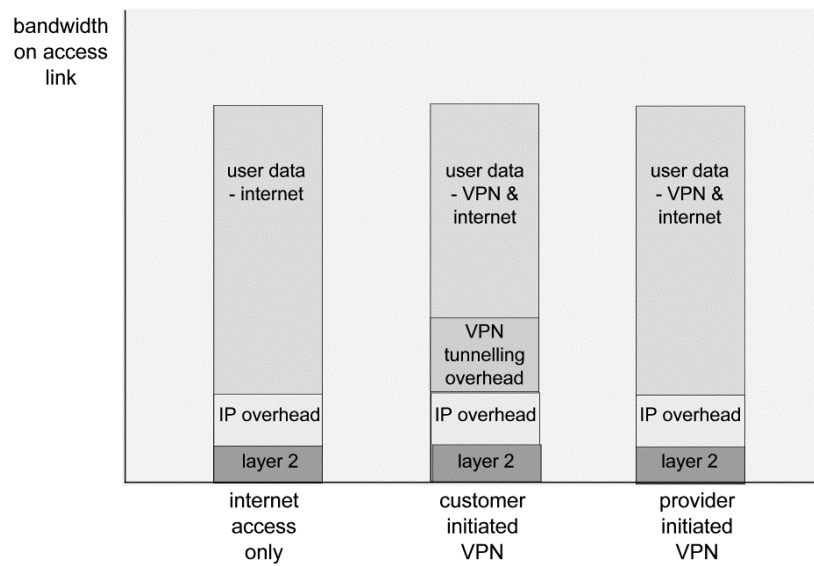 bandwidth
on access
link
user data
- internet
IP overhead
layer 2
user data
- VPN &
internet
VPN
tunnelling
overhead
IP overhead
layer 2
user data
- VPN &
internet
IP overhead
layer 2
internet
access
only
customer
initiated
VPN
provider
initiated
VPN